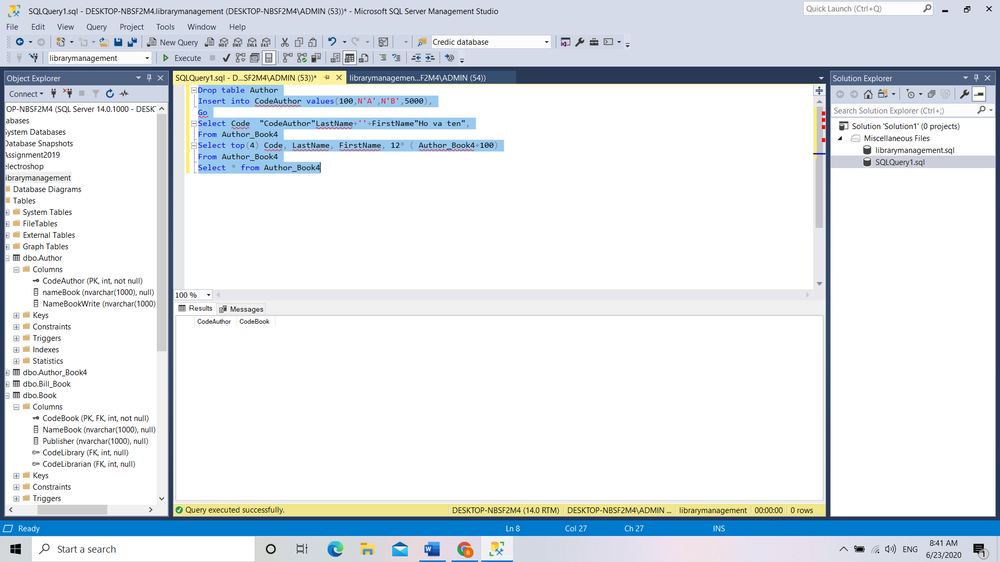 SQLQuery1.sql - DESKTOP-NBSF2M4.librarymanagement (DESKTOP-NBSF2M4\ADMIN (53))* - Microsoft SQL Server Management Studio
Quick Launch (Ctrl+Q)
File Edit View Query Project Tools Window Help
New Query
MDX DMX XMLA DAX
Credic database
librarymanagement
Execute
Object Explorer
Connect
TOP-NBSF2M4 (SQL Server 14.0.1000 - DESKT
abases
System Databases
Database Snapshots
Assignment2019
electroshop
librarymanagement
Database Diagrams
Tables
System Tables
FileTables
External Tables
Graph Tables
dbo.Author
Columns
CodeAuthor (PK, int, not null)
nameBook (nvarchar(1000), null)
NameBookWrite (nvarchar(1000),
Keys
Constraints
Triggers
Indexes
Statistics
dbo.Author_Book4
dbo.Bill_Book
dbo.Book
Columns
CodeBook (PK, FK, int, not null)
NameBook (nvarchar(1000), null)
Publisher (nvarchar(1000), null)
CodeLibrary (FK, int, null)
CodeLibrarian (FK, int, null)
Keys
Constraints
Triggers
SQLQuery1.sql - D...SF2M4\ADMIN (53))*
librarymanagemen...F2M4\ADMIN (54))
Drop table Author
Insert into CodeAuthor values(100,N'A',N'B',5000),
Go
Select Code  "CodeAuthor"LastName+''+FirstName"Ho va ten",
From Author_Book4
Select top(4) Code, LastName, FirstName, 12* ( Author_Book4+100)
From Author_Book4
Select * from Author_Book4
100 %
Results
Messages
CodeAuthor CodeBook
Query executed successfully.
DESKTOP-NBSF2M4 (14.0 RTM)
DESKTOP-NBSF2M4\ADMIN ...
librarymanagement
00:00:00
0 rows
Solution Explorer
Search Solution Explorer (Ctrl+;)
Solution 'Solution1' (0 projects)
Miscellaneous Files
librarymanagement.sql
SQLQuery1.sql
Ready
Ln 8
Col 27
Ch 27
INS
Start a search
W
B
ENG
8:41 AM
6/23/2020
1